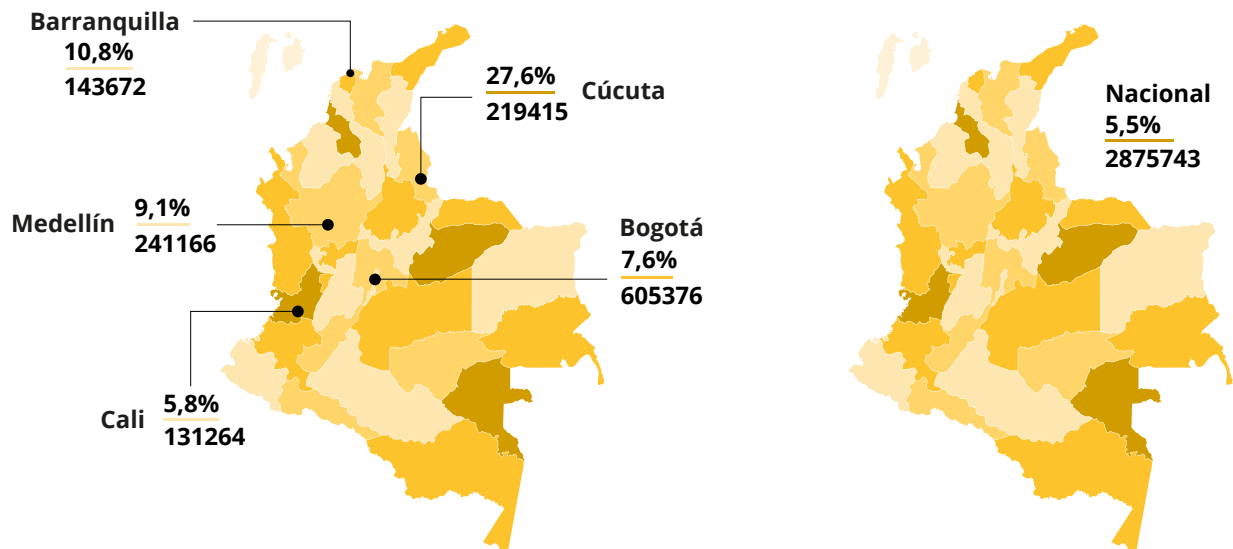 Barranquilla
10,8%
143672
27,6%
219415
Cúcuta
Medellín
9,1%
241166
Bogotá
7,6%
605376
Cali
5,8%
131264
Nacional
5,5%
2875743